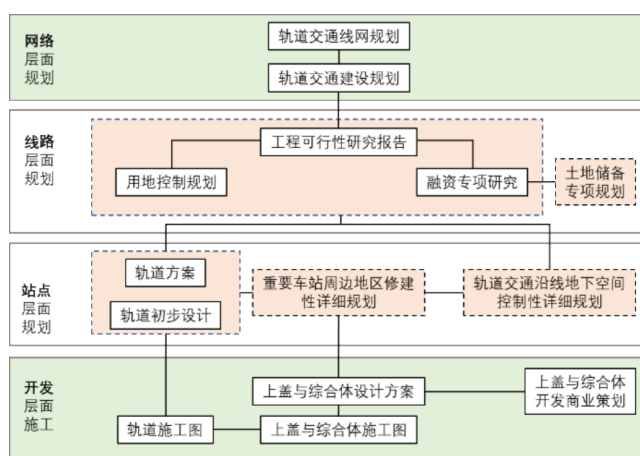 网络
层面
规划
轨道交通线网规划
轨道交通建设规划
线路
层面
规划
工程可行性研究报告
用地控制规划
融资专项研究
土地储备
专项规划
站点
层面
规划
轨道方案
轨道初步设计
重要车站周边地区修建
性详细规划
轨道交通沿线地下空间
控制性详细规划
开发
层面
施工
上盖与综合体设计方案
上盖与综合体
开发商业策划
轨道施工图
上盖与综合体施工图